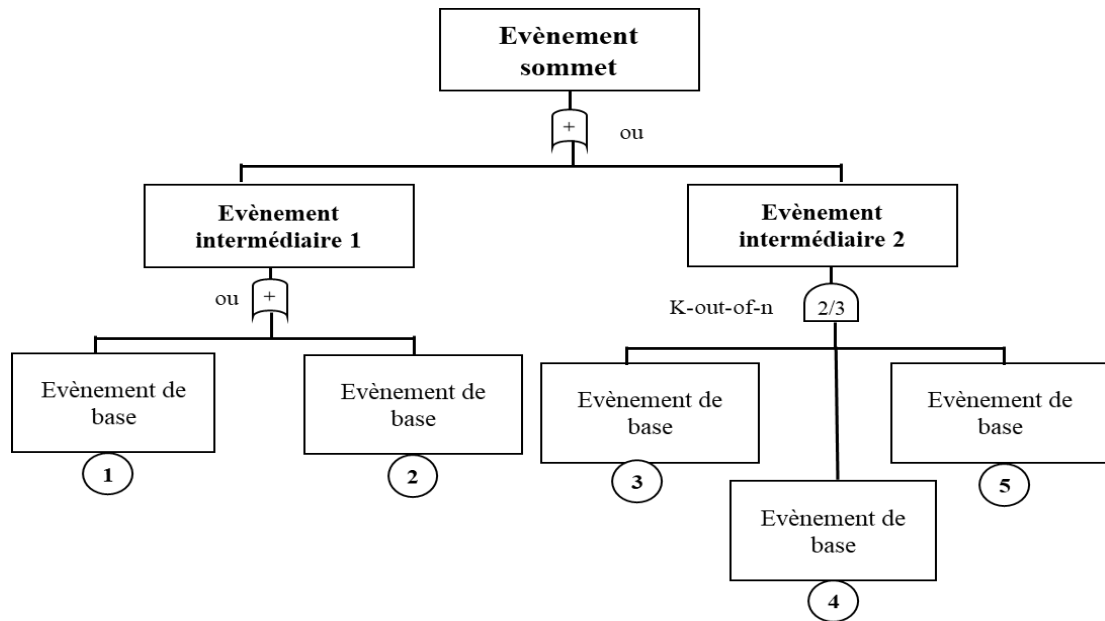 Evènement
sommet
+
ou
Evènement
intermédiaire 1
Evènement
intermédiaire 2
ou
+
K-out-of-n
2/3
Evènement de
base
1
Evènement de
base
2
Evènement de
base
3
Evènement de
base
4
Evènement de
base
5